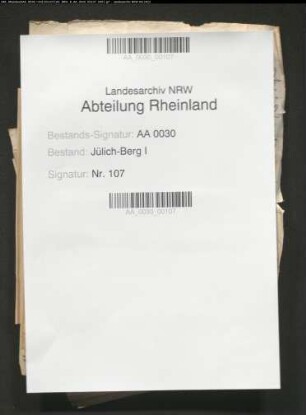 AA_0030_00107
Landesarchiv NRW
Abteilung Rheinland
Bestands-Signatur: AA 0030
Bestand: Jülich-Berg I
Signatur: Nr. 107
AA_0030_00107